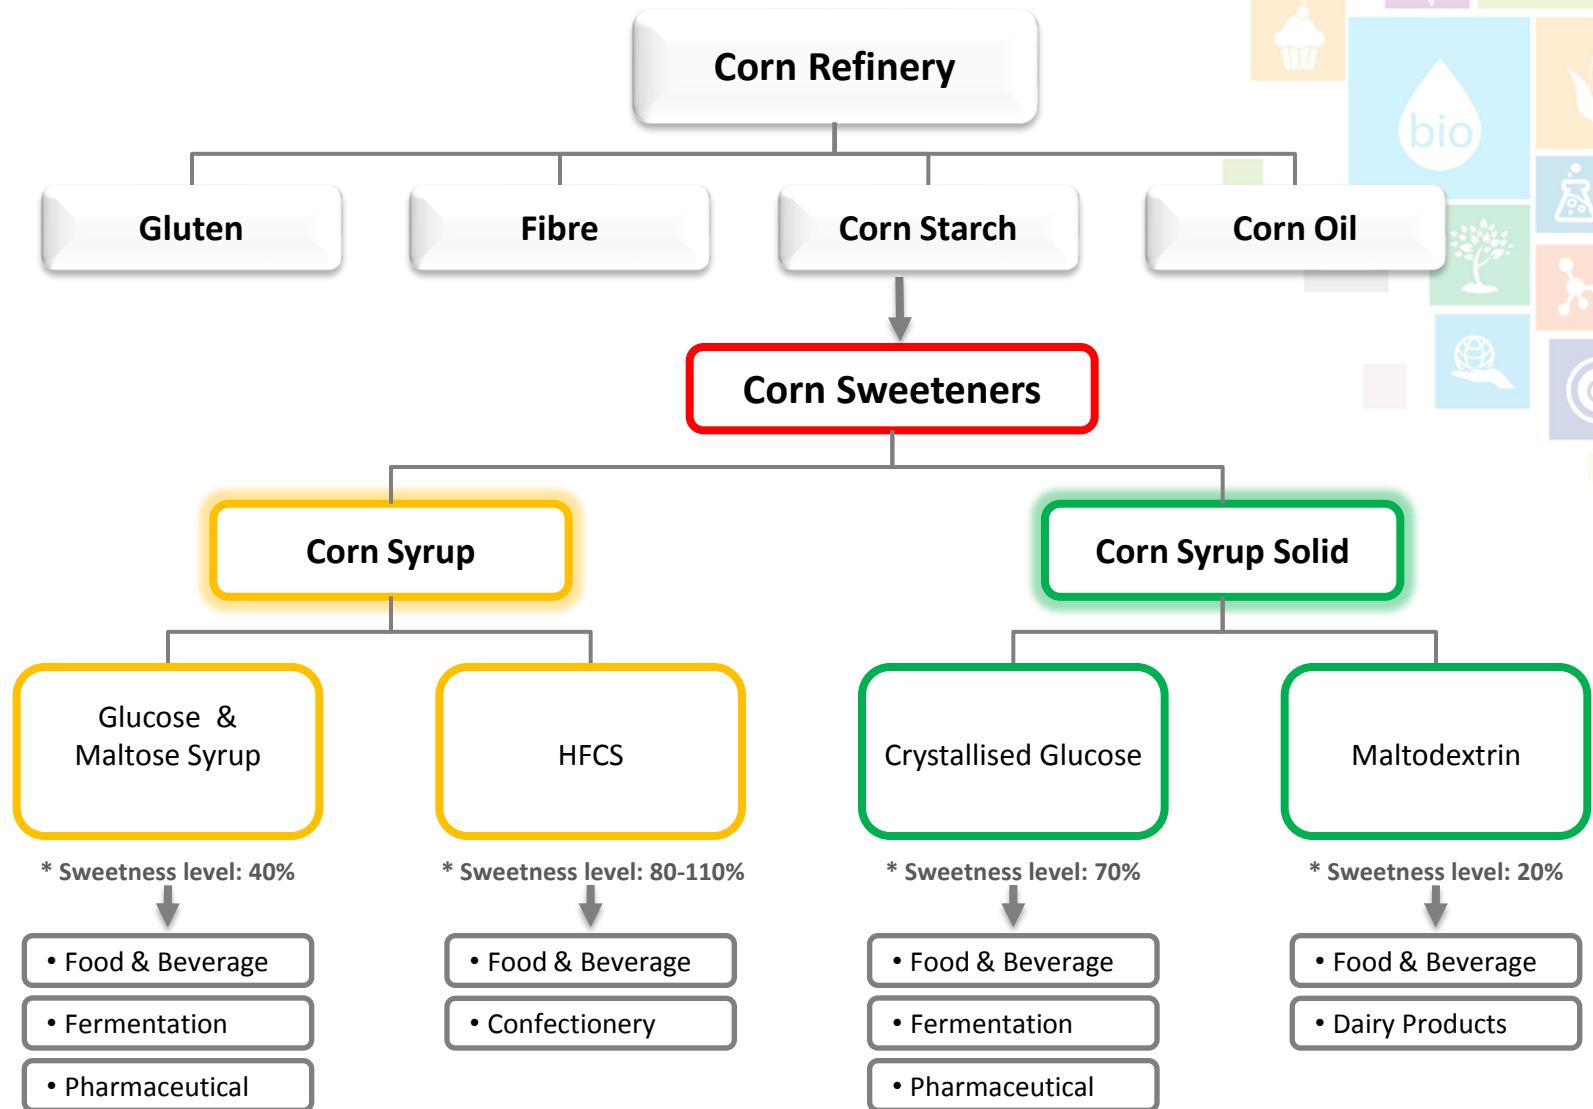 Corn Refinery
bio
Gluten
Fibre
Corn Starch
Corn Oil
Corn Sweeteners
Corn Syrup
Corn Syrup Solid
Glucose &
Maltose Syrup
HFCS
Crystallised Glucose
Maltodextrin
* Sweetness level: 40%
* Sweetness level: 80-110%
* Sweetness level: 70%
* Sweetness level: 20%
• Food & Beverage
• Food & Beverage
• Food & Beverage
• Food & Beverage
• Fermentation
• Confectionery
• Fermentation
• Dairy Products
• Pharmaceutical
• Pharmaceutical